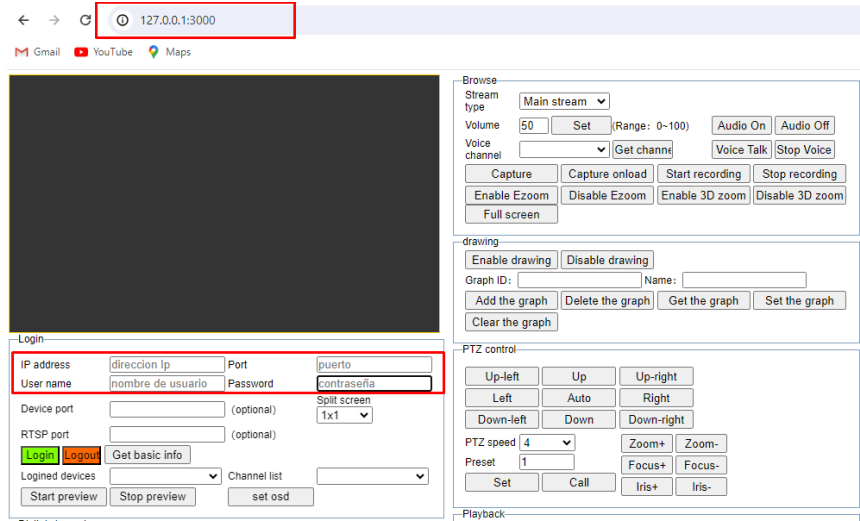 127.0.0.1:3000
Gmail YouTube Maps
Browse
Stream type Main stream
Volume 50 Set (Range: 0~100) Audio On Audio Off
Voice channel Get channe Voice Talk Stop Voice
Capture Capture onload Start recording Stop recording
Enable Ezoom Disable Ezoom Enable 3D zoom Disable 3D zoom
Full screen
drawing
Enable drawing Disable drawing
Graph ID: Name:
Add the graph Delete the graph Get the graph Set the graph
Clear the graph
Login
IP address direccion Ip Port puerto
User name nombre de usuario Password contraseña
Device port (optional) Split screen 1x1
RTSP port (optional)
Login Logout Get basic info
Logined devices Channel list
Start preview Stop preview set osd
PTZ control
Up-left Up Up-right
Left Auto Right
Down-left Down Down-right
PTZ speed 4 Zoom+ Zoom-
Preset 1 Focus+ Focus-
Set Call Iris+ Iris-
Playback